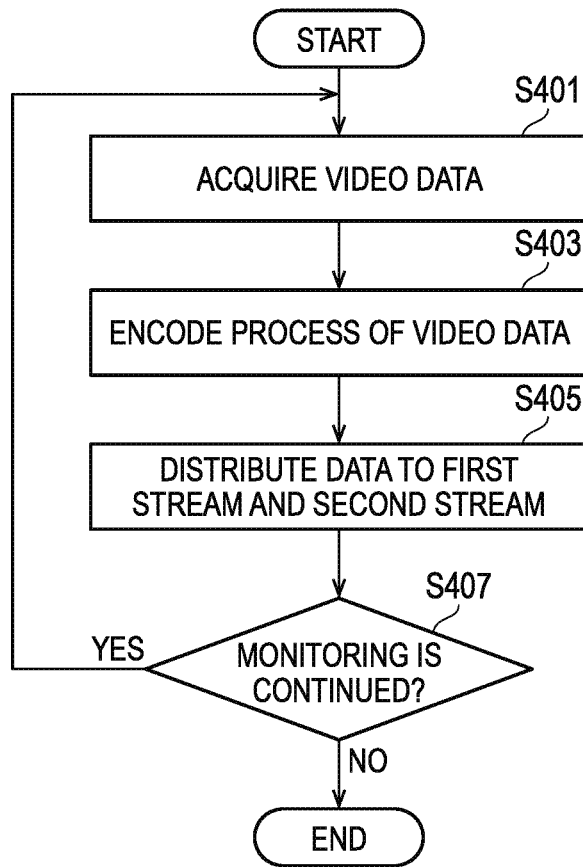 START
S401
ACQUIRE VIDEO DATA
S403
ENCODE PROCESS OF VIDEO DATA
S405
DISTRIBUTE DATA TO FIRST
STREAM AND SECOND STREAM
S407
YES
MONITORING IS
CONTINUED?
NO
END